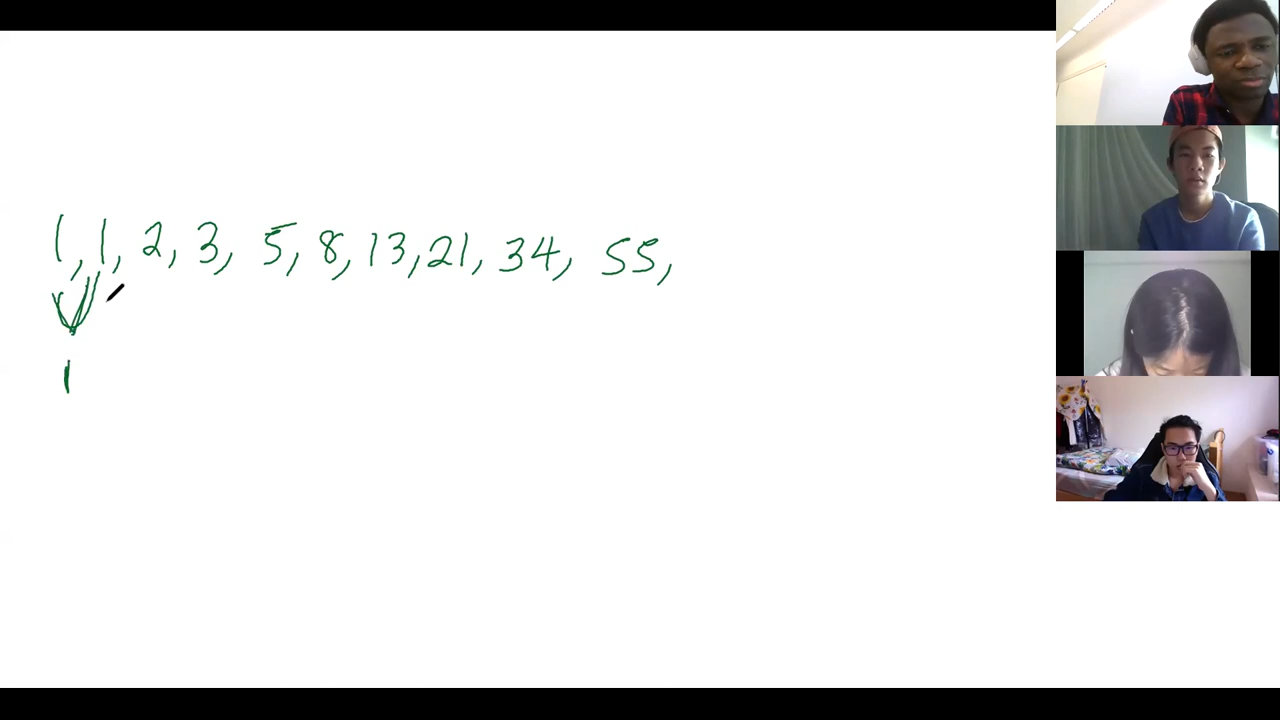 1, 1, 2, 3, 5, 8, 13, 21, 34, 55,
1